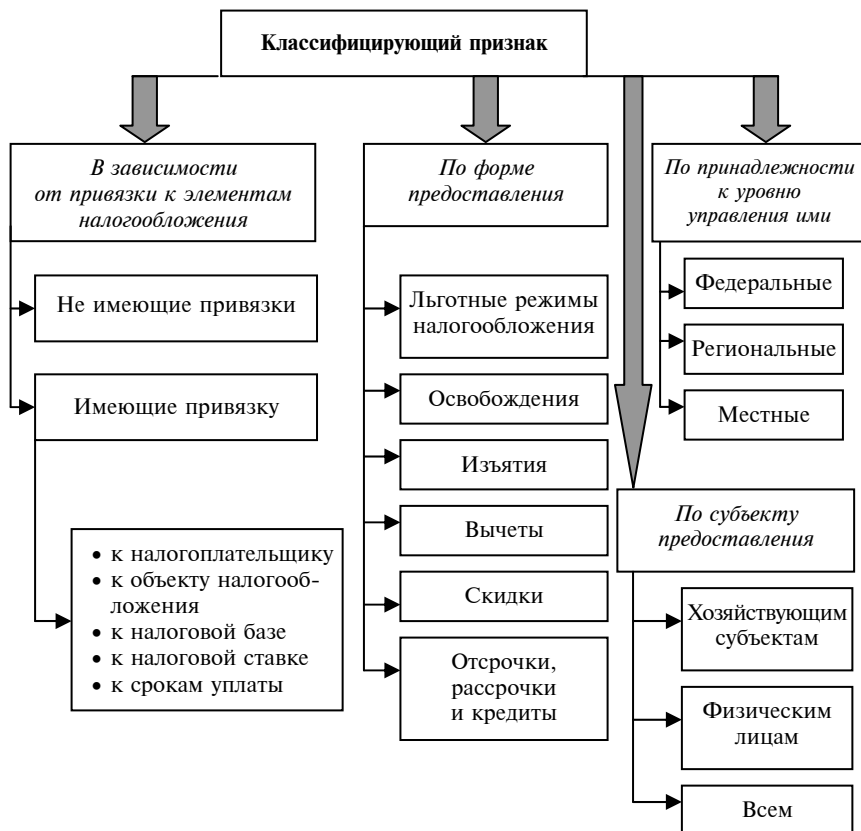 Классифицирующий признак
В зависимости
от привязки к элементам
налогообложения
Не имеющие привязки
Имеющие привязку
• к налогоплательщику
• к объекту налогооб-
ложения
• к налоговой базе
• к налоговой ставке
• к срокам уплаты
По форме
предоставления
Льготные режимы
налогообложения
Освобождения
Изъятия
Вычеты
Скидки
Отсрочки,
рассрочки
и кредиты
По принадлежности
к уровню
управления ими
Федеральные
Региональные
Местные
По субъекту
предоставления
Хозяйствующим
субъектам
Физическим
лицам
Всем